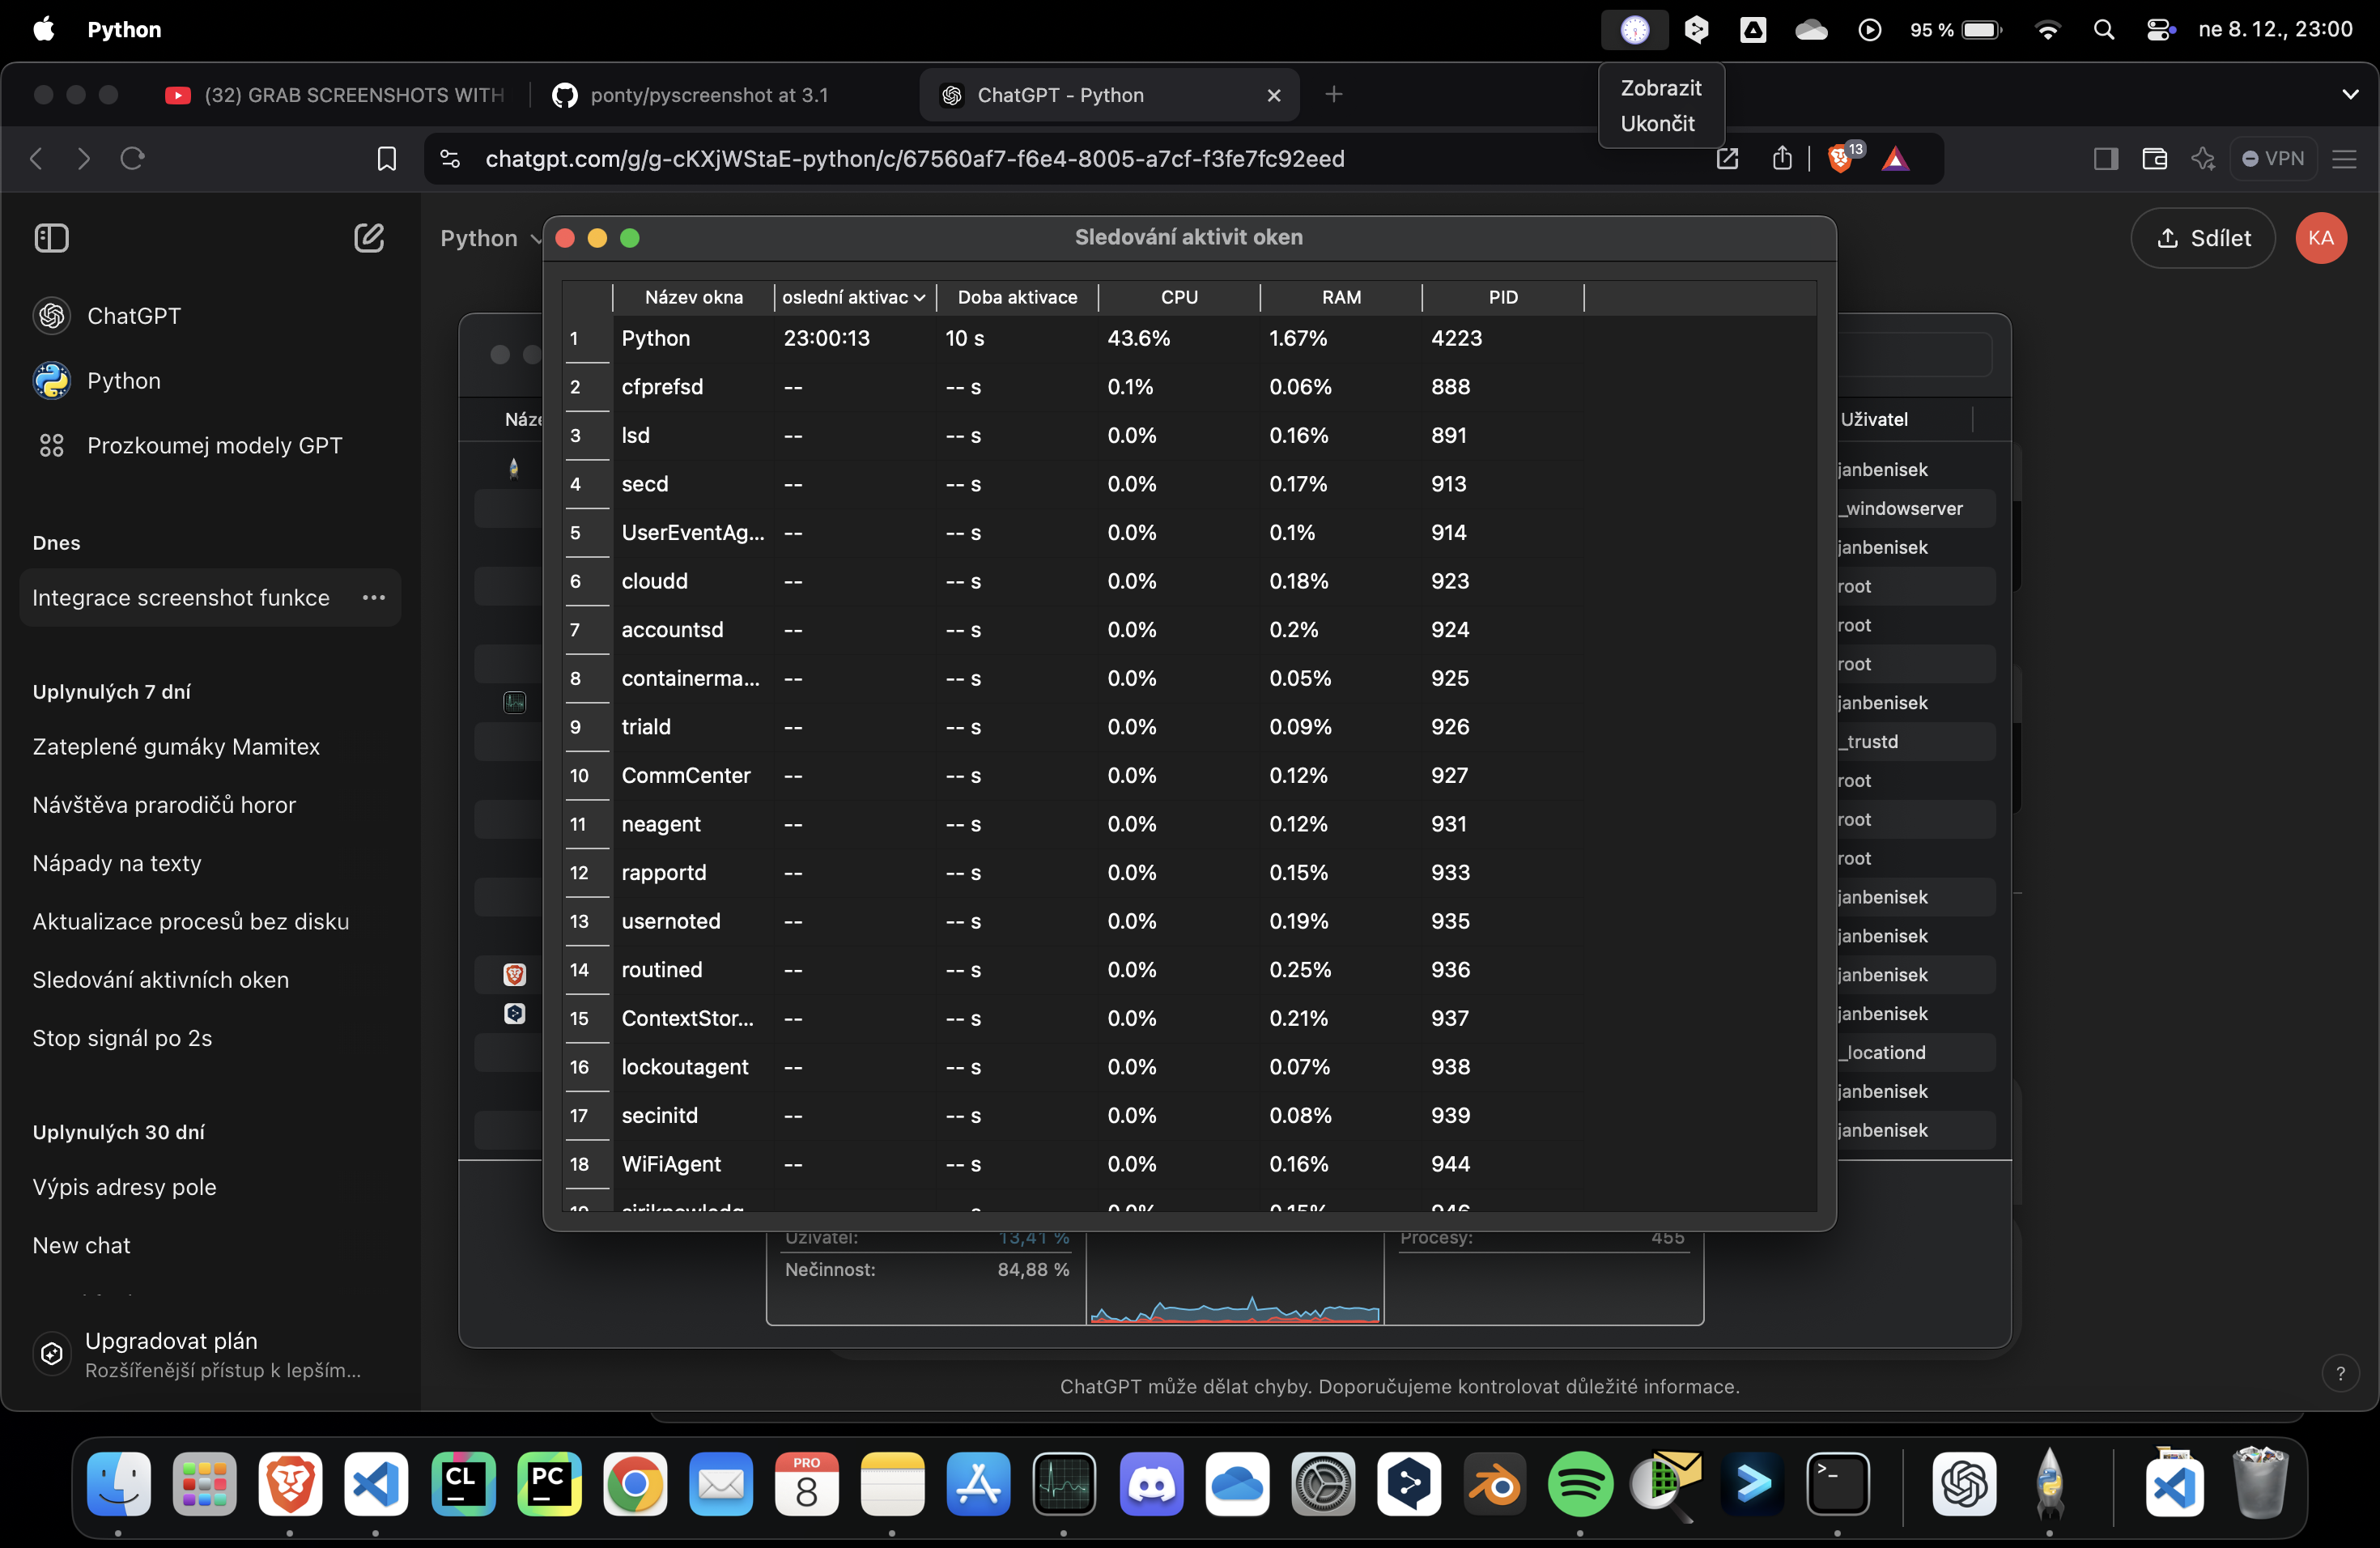 Python
95 %
ne 8. 12., 23:00
Zobrazit
Ukončit
(32) GRAB SCREENSHOTS WITH
ponty/pyscreenshot at 3.1
ChatGPT - Python
chatgpt.com/g/g-cKXjWStaE-python/c/67560af7-f6e4-8005-a7cf-f3fe7fc92eed
13
VPN
Python
Sdílet
KA
ChatGPT
Python
Prozkoumej modely GPT
Dnes
Integrace screenshot funkce
Uplynulých 7 dní
Zateplené gumáky Mamitex
Návštěva prarodičů horor
Nápady na texty
Aktualizace procesů bez disku
Sledování aktivních oken
Stop signál po 2s
Uplynulých 30 dní
Výpis adresy pole
New chat
Upgradovat plán
Rozšířenější přístup k lepším...
Sledování aktivit oken
Název okna oslední aktivac Doba aktivace CPU RAM PID
1 Python 23:00:13 10 s 43.6% 1.67% 4223
2 cfprefsd -- -- s 0.1% 0.06% 888
3 lsd -- -- s 0.0% 0.16% 891
4 secd -- -- s 0.0% 0.17% 913
5 UserEventAg... -- -- s 0.0% 0.1% 914
6 cloudd -- -- s 0.0% 0.18% 923
7 accountsd -- -- s 0.0% 0.2% 924
8 containerma... -- -- s 0.0% 0.05% 925
9 triald -- -- s 0.0% 0.09% 926
10 CommCenter -- -- s 0.0% 0.12% 927
11 neagent -- -- s 0.0% 0.12% 931
12 rapportd -- -- s 0.0% 0.15% 933
13 usernoted -- -- s 0.0% 0.19% 935
14 routined -- -- s 0.0% 0.25% 936
15 ContextStor... -- -- s 0.0% 0.21% 937
16 lockoutagent -- -- s 0.0% 0.07% 938
17 secinitd -- -- s 0.0% 0.08% 939
18 WiFiAgent -- -- s 0.0% 0.16% 944
Náze
Uživatel
janbenisek
_windowserver
janbenisek
root
root
root
janbenisek
_trustd
root
root
root
janbenisek
janbenisek
janbenisek
janbenisek
_locationd
janbenisek
janbenisek
Uživatel: 13,41 %
Nečinnost: 84,88 %
Procesy: 455
ChatGPT může dělat chyby. Doporučujeme kontrolovat důležité informace.
?
CL
PC
PRO
8